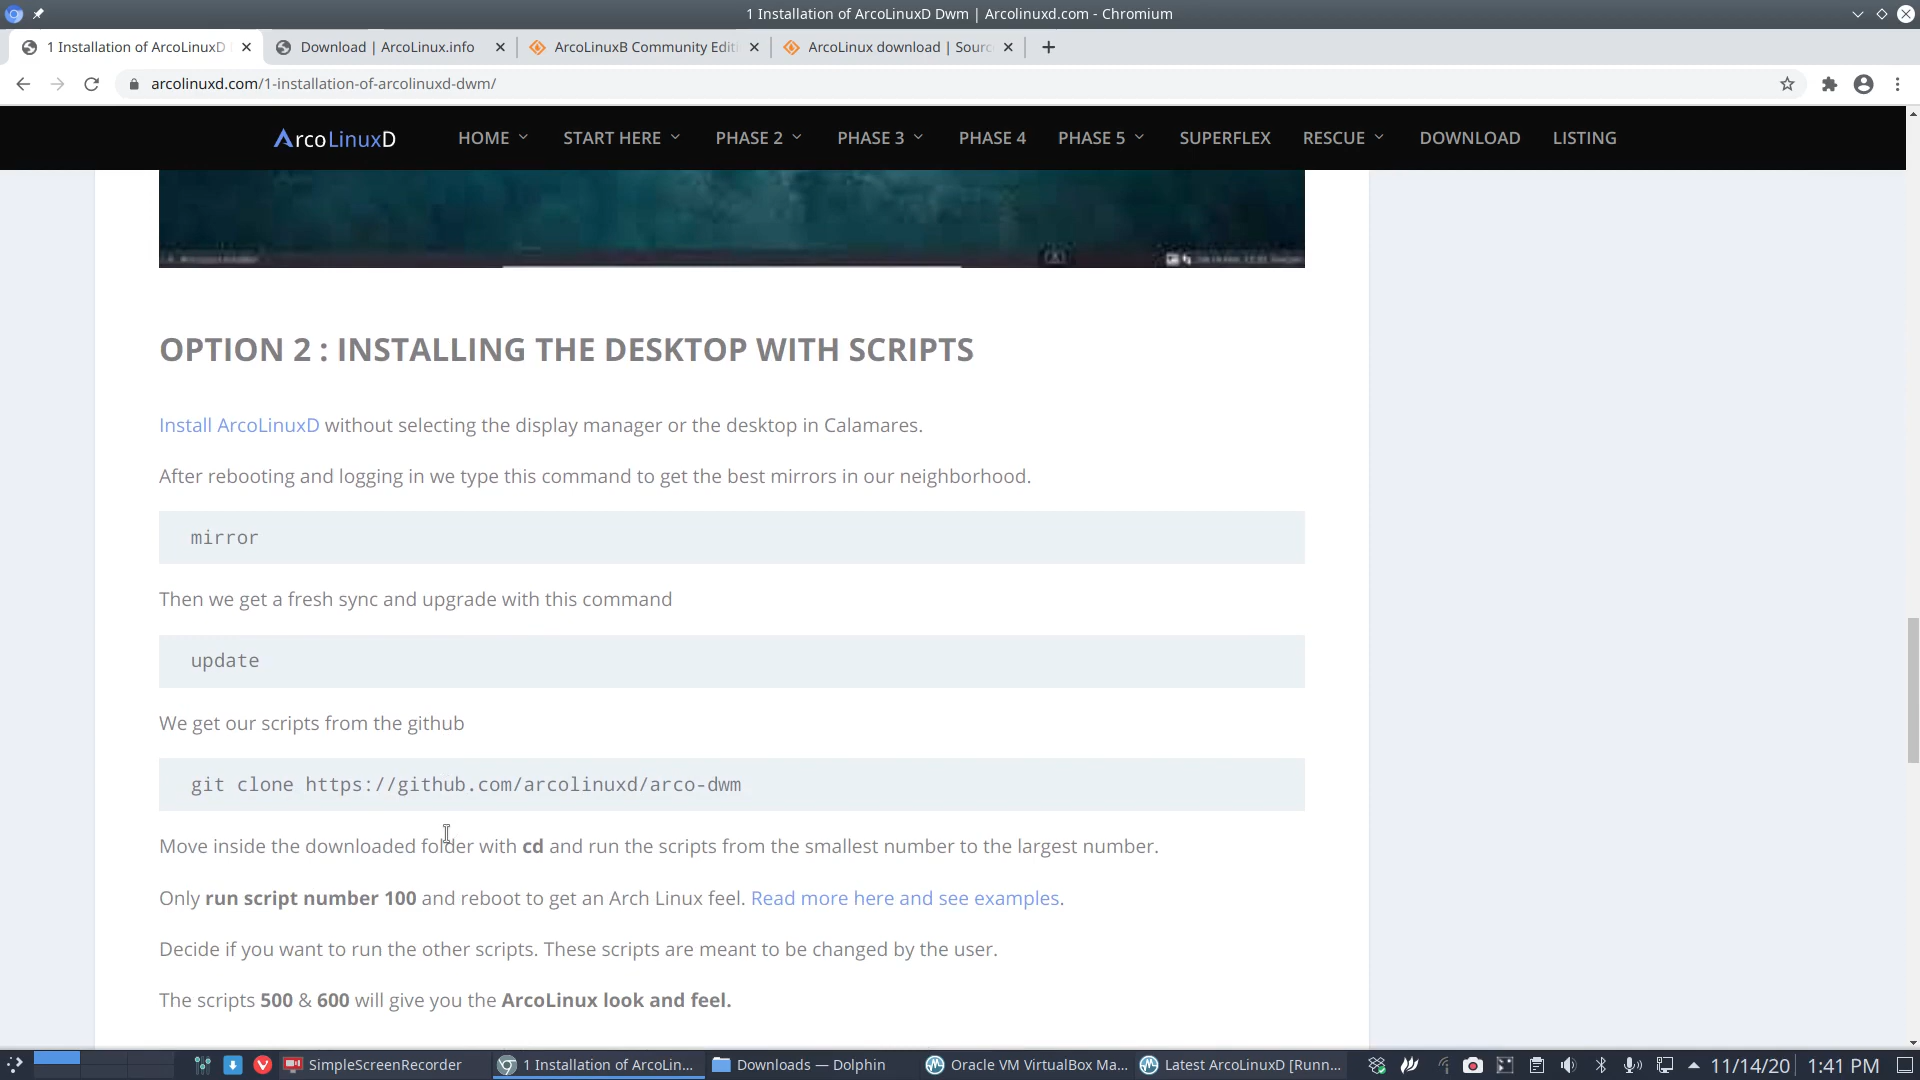 1 Installation of ArcoLinuxD Dwm | Arcolinuxd.com - Chromium
1 Installation of ArcoLinuxD
Download | ArcoLinux.info
ArcoLinuxB Community Edit
ArcoLinux download | Sourc
arcolinuxd.com/1-installation-of-arcolinuxd-dwm/
ArcoLinuxD
HOME
START HERE
PHASE 2
PHASE 3
PHASE 4
PHASE 5
SUPERFLEX
RESCUE
DOWNLOAD
LISTING
OPTION 2 : INSTALLING THE DESKTOP WITH SCRIPTS
Install ArcoLinuxD without selecting the display manager or the desktop in Calamares.
After rebooting and logging in we type this command to get the best mirrors in our neighborhood.
mirror
Then we get a fresh sync and upgrade with this command
update
We get our scripts from the github
git clone https://github.com/arcolinuxd/arco-dwm
Move inside the downloaded folder with cd and run the scripts from the smallest number to the largest number.
Only run script number 100 and reboot to get an Arch Linux feel. Read more here and see examples.
Decide if you want to run the other scripts. These scripts are meant to be changed by the user.
The scripts 500 & 600 will give you the ArcoLinux look and feel.
SimpleScreenRecorder
1 Installation of ArcoLin...
Downloads — Dolphin
Oracle VM VirtualBox Ma...
Latest ArcoLinuxD [Runn...
11/14/20
1:41 PM